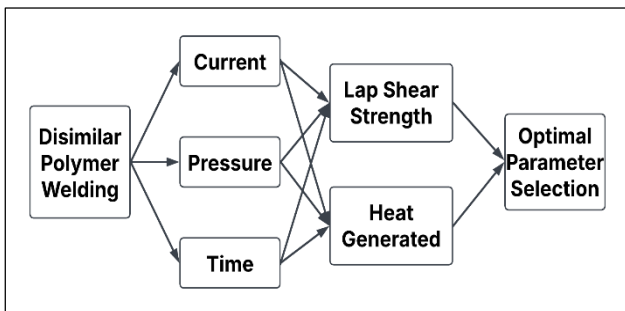 Disimilar
Polymer
Welding
Current
Pressure
Time
Lap Shear
Strength
Heat
Generated
Optimal
Parameter
Selection